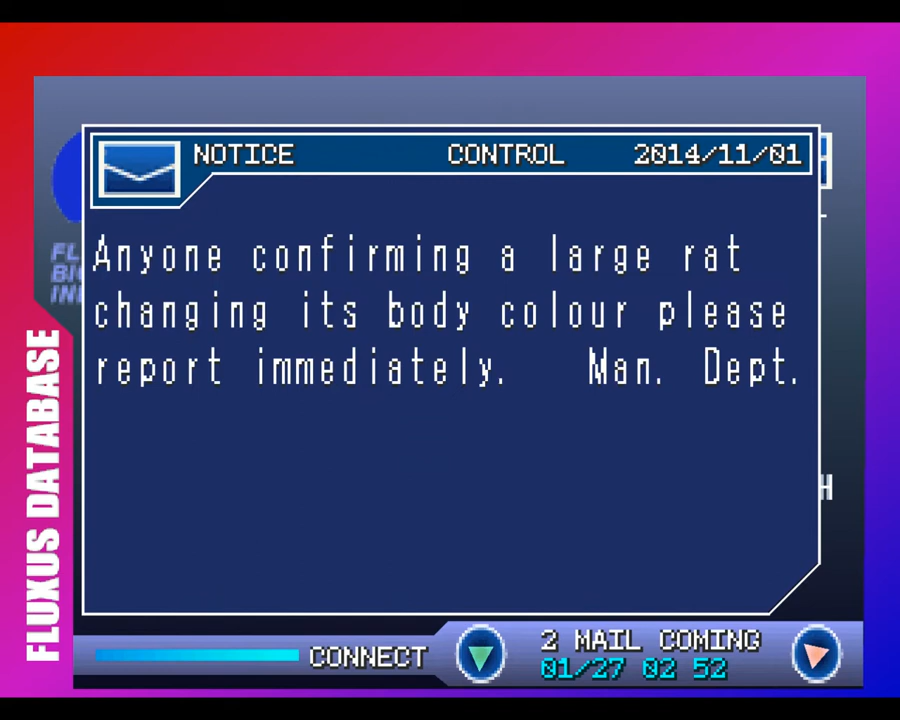 NOTICE CONTROL 2014/11/01
Anyone confirming a large rat
changing its body colour please
report immediately. Man. Dept.
FLUXUS DATABASE
CONNECT
2 MAIL COMING
01/27 02 52